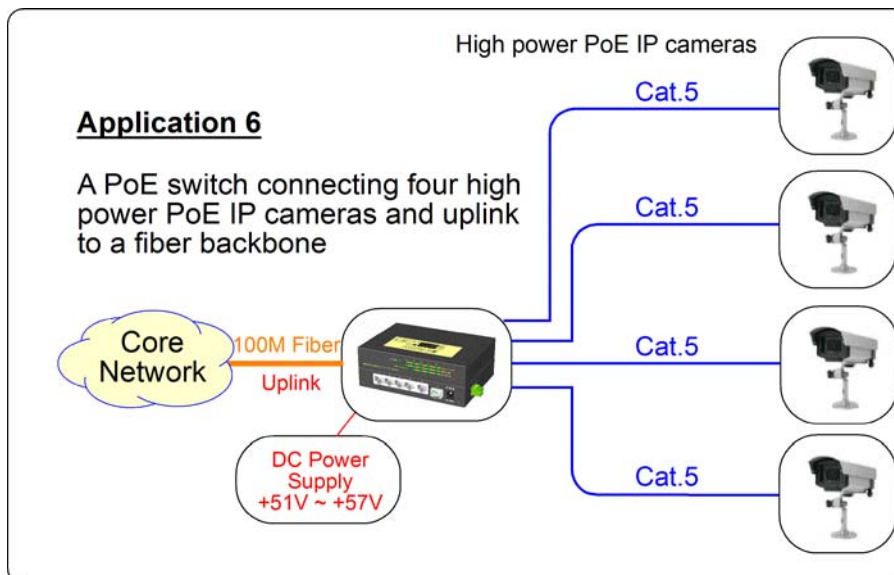 High power PoE IP cameras
Cat.5
Application 6
A PoE switch connecting four high
power PoE IP cameras and uplink
to a fiber backbone
Cat.5
Core
Network
100M Fiber
Uplink
Cat.5
DC Power
Supply
+51V ~ +57V
Cat.5